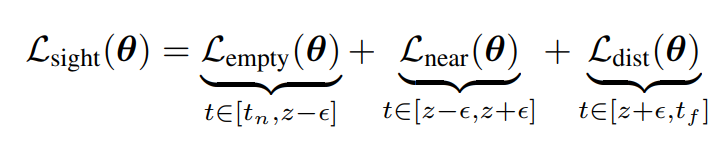 ℒ_sight(θ) = ℒ_empty(θ) + ℒ_near(θ) + ℒ_dist(θ)
t∈[t_n,z−ϵ] t∈[z−ϵ,z+ϵ] t∈[z+ϵ,t_f]